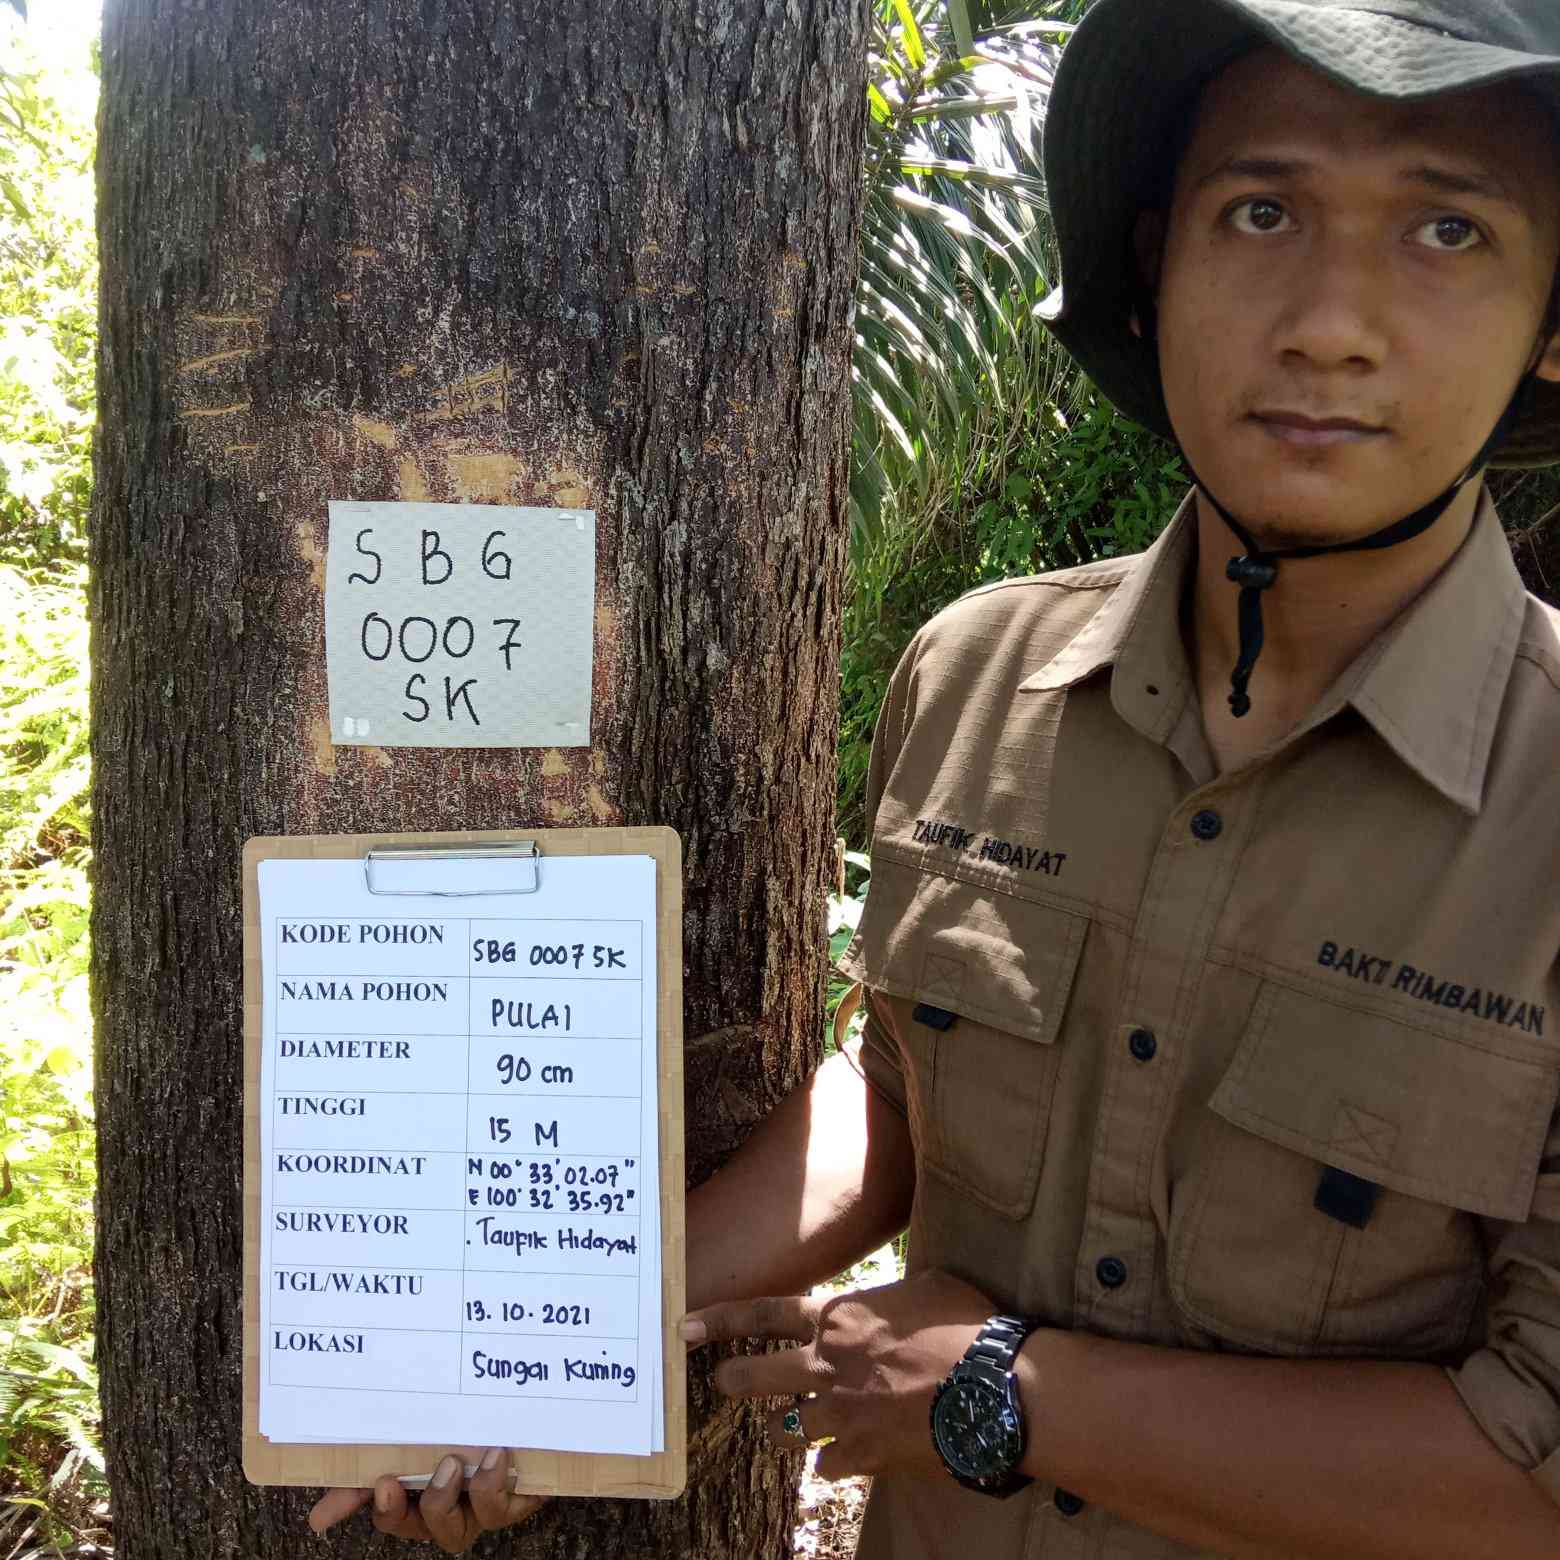 S B G
0007
SK
TAUFIK HIDAYAT
BAKTI RIMBAWAN
KODE POHON SBG 0007 SK
NAMA POHON PULAI
DIAMETER 90 cm
TINGGI 15 M
KOORDINAT N 00° 33' 02.07"
E 100° 32' 35.92"
SURVEYOR . Taufik Hidayat
TGL/WAKTU 13. 10. 2021
LOKASI Sungai Kuning